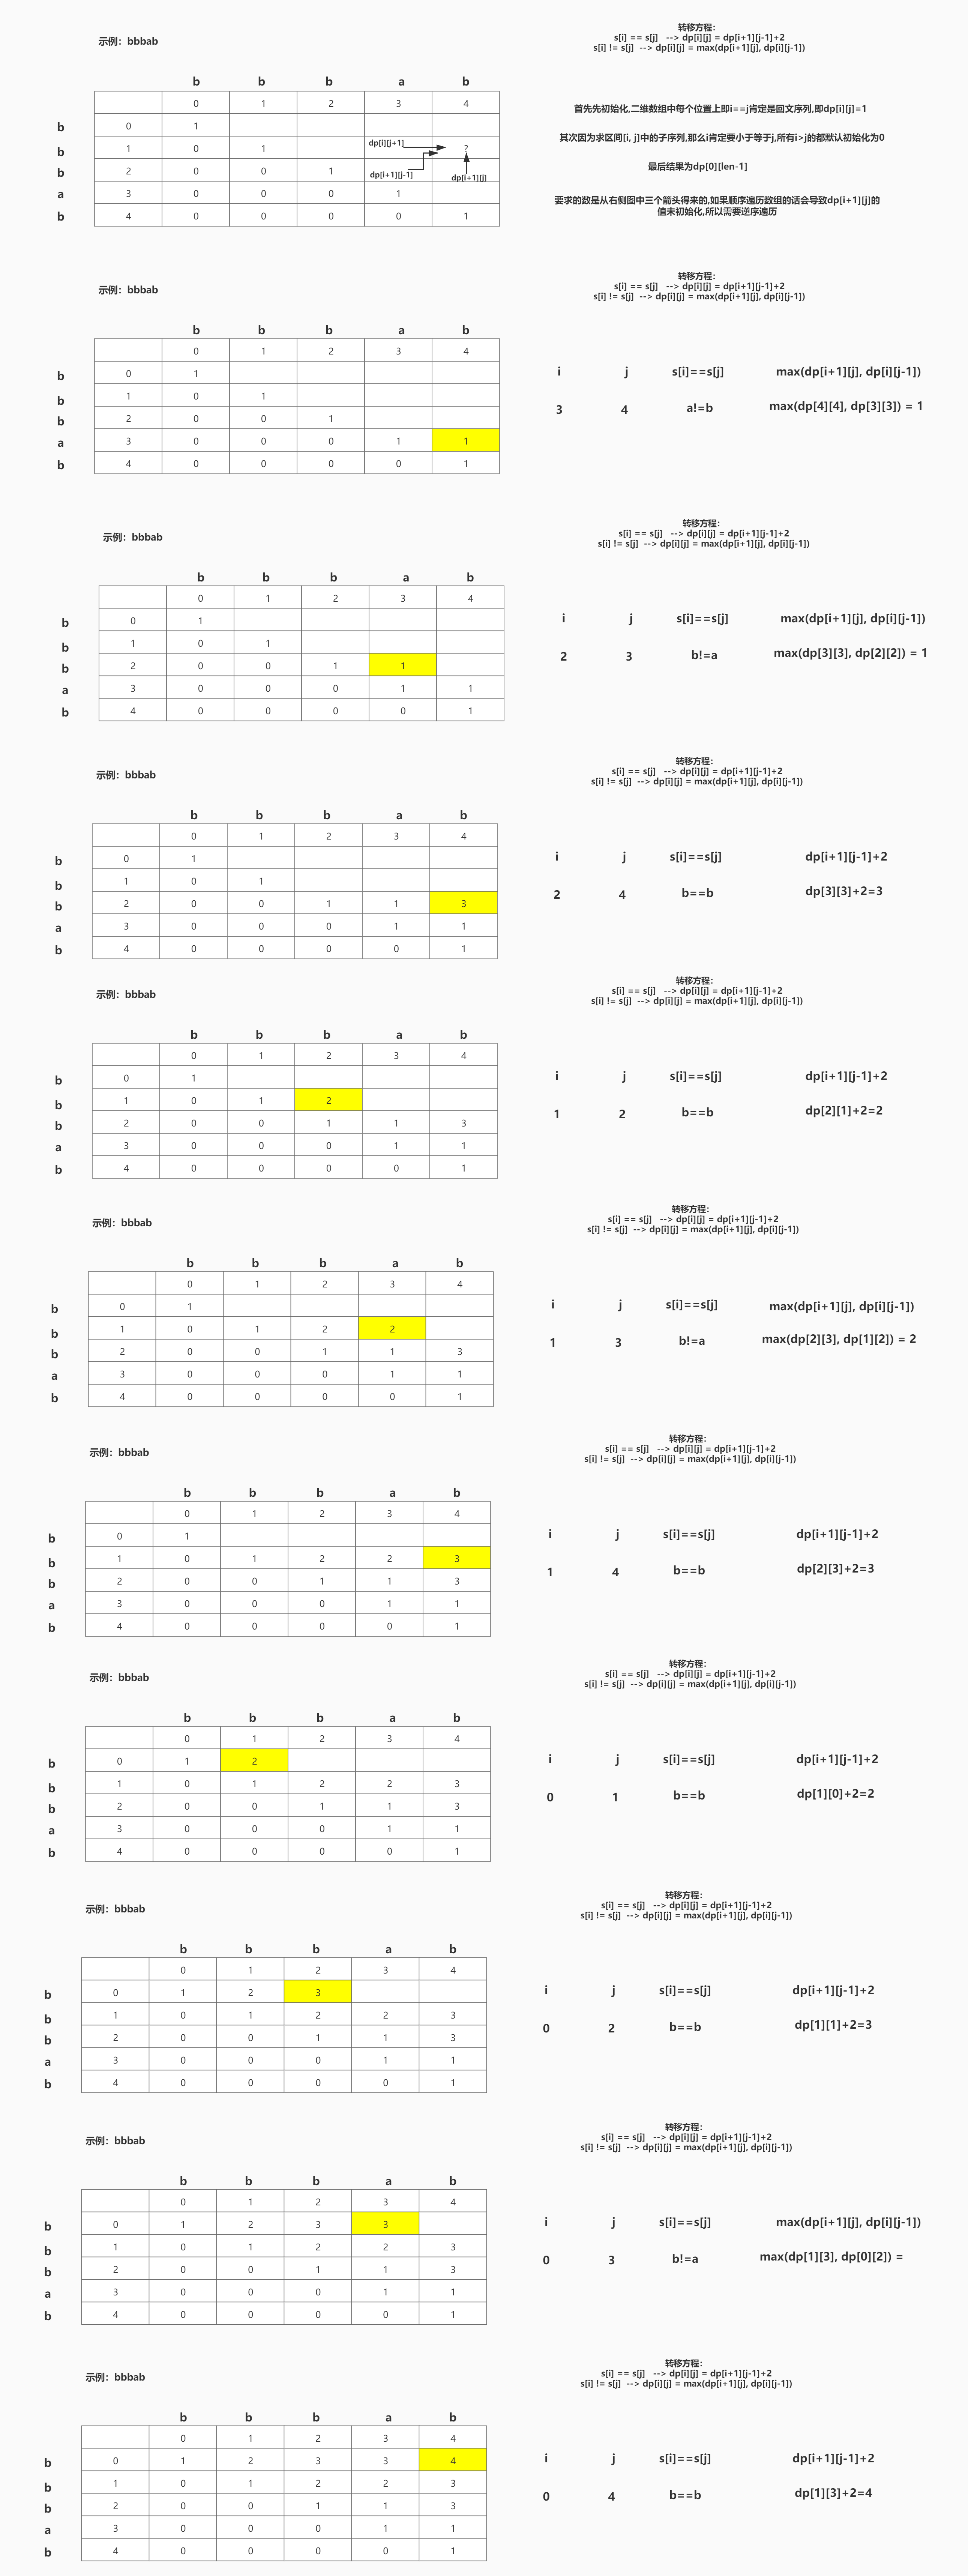 示例：bbbab
转移方程：
s[i] == s[j] --> dp[i][j] = dp[i+1][j-1]+2
s[i] != s[j] --> dp[i][j] = max(dp[i+1][j], dp[i][j-1])
b b b a b
0 1 2 3 4
b 0 1
b 1 0 1 dp[i][j+1] ?
b 2 0 0 1 dp[i+1][j-1] dp[i+1][j]
a 3 0 0 0 1
b 4 0 0 0 0 1
首先先初始化,二维数组中每个位置上即i==j肯定是回文序列,即dp[i][j]=1
其次因为求区间[i, j]中的子序列,那么i肯定要小于等于j,所有i>j的都默认初始化为0
最后结果为dp[0][len-1]
要求的数是从右侧图中三个箭头得来的,如果顺序遍历数组的话会导致dp[i+1][j]的
值未初始化,所以需要逆序遍历
示例：bbbab
转移方程：
s[i] == s[j] --> dp[i][j] = dp[i+1][j-1]+2
s[i] != s[j] --> dp[i][j] = max(dp[i+1][j], dp[i][j-1])
b b b a b
0 1 2 3 4
b 0 1
b 1 0 1
b 2 0 0 1
a 3 0 0 0 1 1
b 4 0 0 0 0 1
i j s[i]==s[j] max(dp[i+1][j], dp[i][j-1])
3 4 a!=b max(dp[4][4], dp[3][3]) = 1
示例：bbbab
转移方程：
s[i] == s[j] --> dp[i][j] = dp[i+1][j-1]+2
s[i] != s[j] --> dp[i][j] = max(dp[i+1][j], dp[i][j-1])
b b b a b
0 1 2 3 4
b 0 1
b 1 0 1
b 2 0 0 1 1
a 3 0 0 0 1 1
b 4 0 0 0 0 1
i j s[i]==s[j] max(dp[i+1][j], dp[i][j-1])
2 3 b!=a max(dp[3][3], dp[2][2]) = 1
示例：bbbab
转移方程：
s[i] == s[j] --> dp[i][j] = dp[i+1][j-1]+2
s[i] != s[j] --> dp[i][j] = max(dp[i+1][j], dp[i][j-1])
b b b a b
0 1 2 3 4
b 0 1
b 1 0 1
b 2 0 0 1 1 3
a 3 0 0 0 1 1
b 4 0 0 0 0 1
i j s[i]==s[j] dp[i+1][j-1]+2
2 4 b==b dp[3][3]+2=3
示例：bbbab
转移方程：
s[i] == s[j] --> dp[i][j] = dp[i+1][j-1]+2
s[i] != s[j] --> dp[i][j] = max(dp[i+1][j], dp[i][j-1])
b b b a b
0 1 2 3 4
b 0 1
b 1 0 1 2
b 2 0 0 1 1 3
a 3 0 0 0 1 1
b 4 0 0 0 0 1
i j s[i]==s[j] dp[i+1][j-1]+2
1 2 b==b dp[2][1]+2=2
示例：bbbab
转移方程：
s[i] == s[j] --> dp[i][j] = dp[i+1][j-1]+2
s[i] != s[j] --> dp[i][j] = max(dp[i+1][j], dp[i][j-1])
b b b a b
0 1 2 3 4
b 0 1
b 1 0 1 2 2
b 2 0 0 1 1 3
a 3 0 0 0 1 1
b 4 0 0 0 0 1
i j s[i]==s[j] max(dp[i+1][j], dp[i][j-1])
1 3 b!=a max(dp[2][3], dp[1][2]) = 2
示例：bbbab
转移方程：
s[i] == s[j] --> dp[i][j] = dp[i+1][j-1]+2
s[i] != s[j] --> dp[i][j] = max(dp[i+1][j], dp[i][j-1])
b b b a b
0 1 2 3 4
b 0 1
b 1 0 1 2 2 3
b 2 0 0 1 1 3
a 3 0 0 0 1 1
b 4 0 0 0 0 1
i j s[i]==s[j] dp[i+1][j-1]+2
1 4 b==b dp[2][3]+2=3
示例：bbbab
转移方程：
s[i] == s[j] --> dp[i][j] = dp[i+1][j-1]+2
s[i] != s[j] --> dp[i][j] = max(dp[i+1][j], dp[i][j-1])
b b b a b
0 1 2 3 4
b 0 1 2
b 1 0 1 2 2 3
b 2 0 0 1 1 3
a 3 0 0 0 1 1
b 4 0 0 0 0 1
i j s[i]==s[j] dp[i+1][j-1]+2
0 1 b==b dp[1][0]+2=2
示例：bbbab
转移方程：
s[i] == s[j] --> dp[i][j] = dp[i+1][j-1]+2
s[i] != s[j] --> dp[i][j] = max(dp[i+1][j], dp[i][j-1])
b b b a b
0 1 2 3 4
b 0 1 2 3
b 1 0 1 2 2 3
b 2 0 0 1 1 3
a 3 0 0 0 1 1
b 4 0 0 0 0 1
i j s[i]==s[j] dp[i+1][j-1]+2
0 2 b==b dp[1][1]+2=3
示例：bbbab
转移方程：
s[i] == s[j] --> dp[i][j] = dp[i+1][j-1]+2
s[i] != s[j] --> dp[i][j] = max(dp[i+1][j], dp[i][j-1])
b b b a b
0 1 2 3 4
b 0 1 2 3 3
b 1 0 1 2 2 3
b 2 0 0 1 1 3
a 3 0 0 0 1 1
b 4 0 0 0 0 1
i j s[i]==s[j] max(dp[i+1][j], dp[i][j-1])
0 3 b!=a max(dp[1][3], dp[0][2]) =
示例：bbbab
转移方程：
s[i] == s[j] --> dp[i][j] = dp[i+1][j-1]+2
s[i] != s[j] --> dp[i][j] = max(dp[i+1][j], dp[i][j-1])
b b b a b
0 1 2 3 4
b 0 1 2 3 3 4
b 1 0 1 2 2 3
b 2 0 0 1 1 3
a 3 0 0 0 1 1
b 4 0 0 0 0 1
i j s[i]==s[j] dp[i+1][j-1]+2
0 4 b==b dp[1][3]+2=4